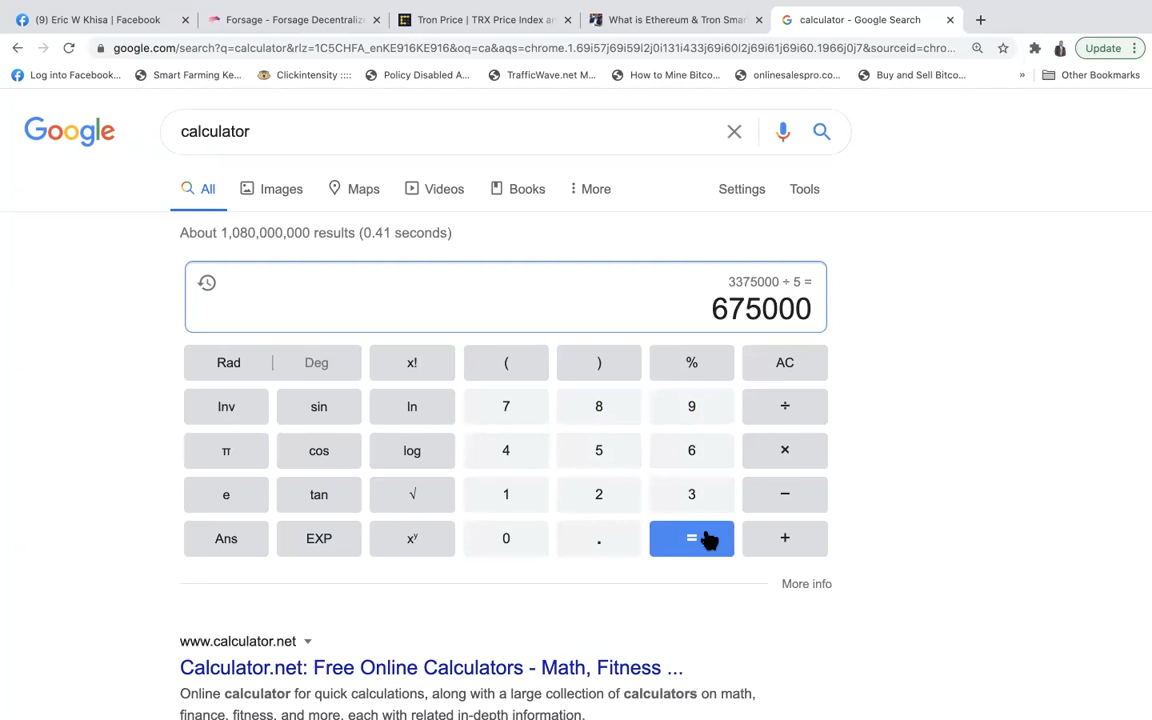 (9) Eric W Khisa | Facebook
Forsage - Forsage Decentraliz
Tron Price | TRX Price Index an
What is Ethereum & Tron Smar
calculator - Google Search
google.com/search?q=calculator&rlz=1C5CHFA_enKE916KE916&oq=ca&aqs=chrome.1.69i57j69i59l2j0i131i433j69i60l2j69i61j69i60.1966j0j7&sourceid=chro...
Update
Log into Facebook...
Smart Farming Ke...
Clickintensity ::::
Policy Disabled A...
TrafficWave.net M...
How to Mine Bitco...
onlinesalespro.co...
Buy and Sell Bitco...
»
Other Bookmarks
Google
calculator
All
Images
Maps
Videos
Books
More
Settings
Tools
About 1,080,000,000 results (0.41 seconds)
3375000 ÷ 5 =
675000
Rad | Deg x! ( ) % AC
Inv sin ln 7 8 9 ÷
π cos log 4 5 6 ×
e tan √ 1 2 3 −
Ans EXP xʸ 0 . = +
More info
www.calculator.net
Calculator.net: Free Online Calculators - Math, Fitness ...
Online calculator for quick calculations, along with a large collection of calculators on math,
finance, fitness, and more, each with related in-depth information.